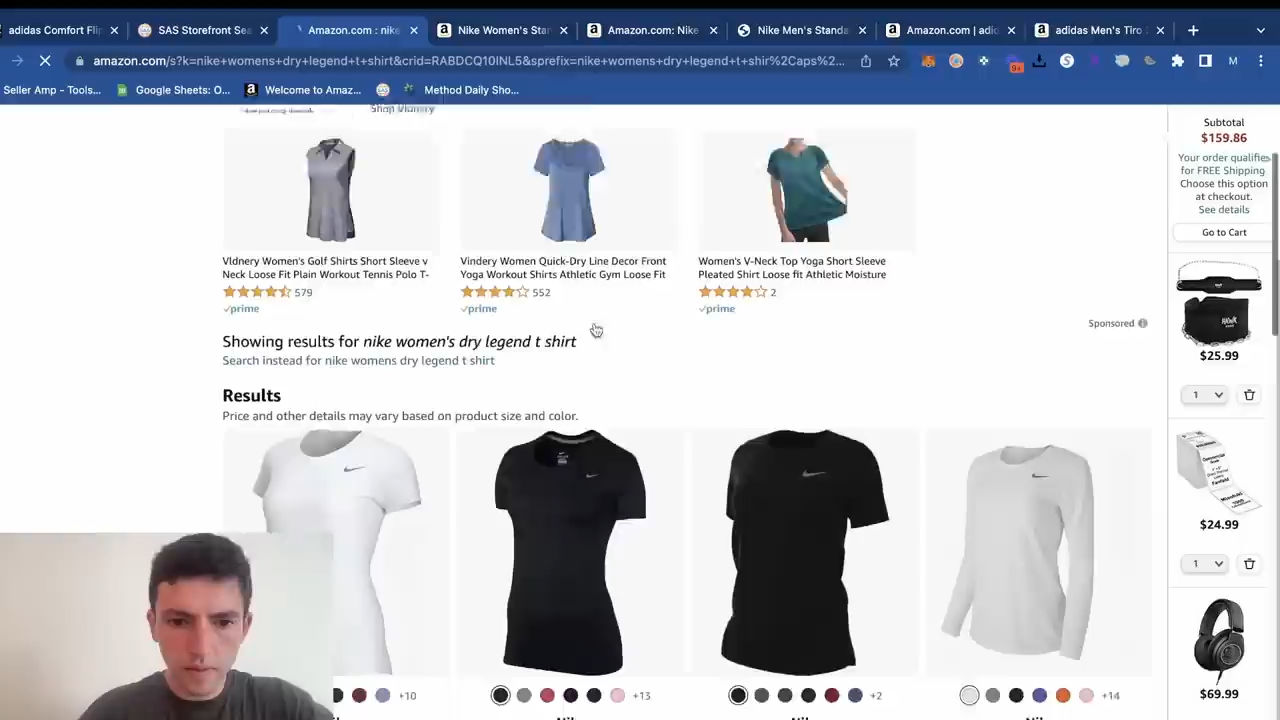 adidas Comfort Flip
SAS Storefront Sea
Amazon.com : nike
Nike Women's Stan
Amazon.com: Nike
Nike Men's Standa
Amazon.com | adid
adidas Men's Tiro 2
amazon.com/s?k=nike+womens+dry+legend+t+shirt&crid=RABDCQ10INL5&sprefix=nike+womens+dry+legend+t+shir%2Caps%2...
9+
M
Seller Amp - Tools...
Google Sheets: O...
Welcome to Amaz...
Method Daily Sho...
Shop Vidnery
Subtotal
$159.86
Your order qualifies
for FREE Shipping
Choose this option
at checkout.
See details
Go to Cart
VIdnery Women's Golf Shirts Short Sleeve v
Neck Loose Fit Plain Workout Tennis Polo T-
579
prime
Vindery Women Quick-Dry Line Decor Front
Yoga Workout Shirts Athletic Gym Loose Fit
552
prime
Women's V-Neck Top Yoga Short Sleeve
Pleated Shirt Loose fit Athletic Moisture
2
prime
Sponsored
Showing results for nike women's dry legend t shirt
Search instead for nike womens dry legend t shirt
Results
Price and other details may vary based on product size and color.
+10
+13
+2
+14
$25.99
1
$24.99
1
$69.99